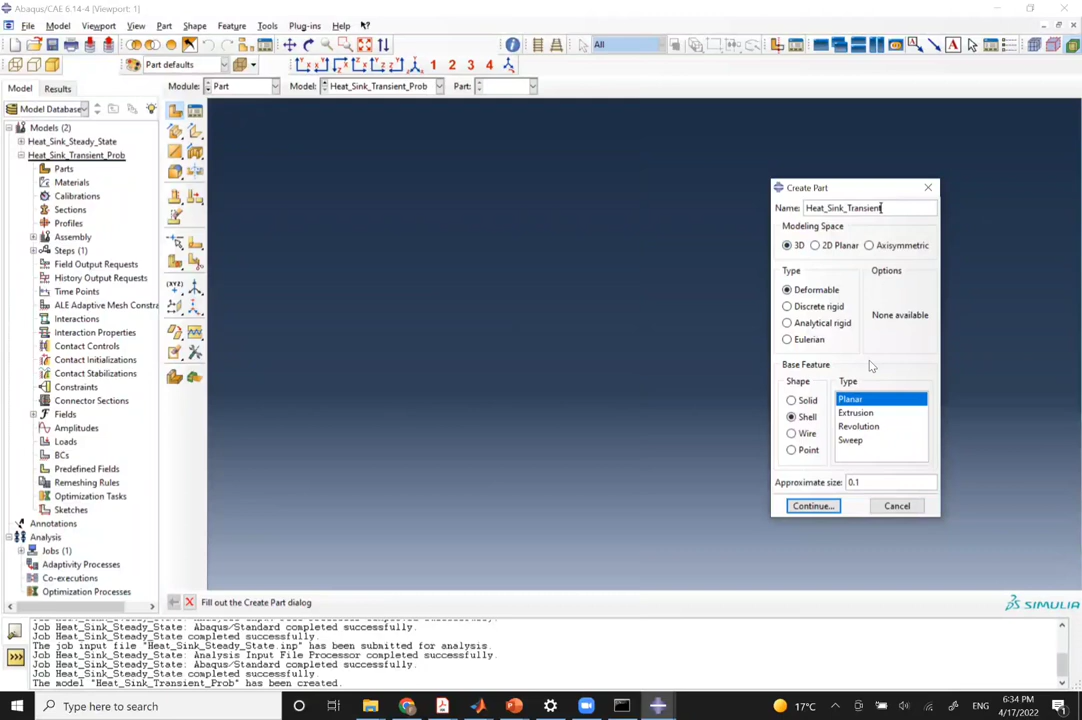 Abaqus/CAE 6.14-4 [Viewport: 1]
File Model Viewport View Part Shape Feature Tools Plug-ins Help
All
Part defaults
1 2 3 4
Model Results
Module: Part Model: Heat_Sink_Transient_Prob Part:
Model Database
Models (2)
Heat_Sink_Steady_State
Heat_Sink_Transient_Prob
Parts
Materials
Calibrations
Sections
Profiles
Assembly
Steps (1)
Field Output Requests
History Output Requests
Time Points
ALE Adaptive Mesh Constra
Interactions
Interaction Properties
Contact Controls
Contact Initializations
Contact Stabilizations
Constraints
Connector Sections
Fields
Amplitudes
Loads
BCs
Predefined Fields
Remeshing Rules
Optimization Tasks
Sketches
Annotations
Analysis
Jobs (1)
Adaptivity Processes
Co-executions
Optimization Processes
Create Part
Name: Heat_Sink_Transient
Modeling Space
3D 2D Planar Axisymmetric
Type
Options
Deformable
Discrete rigid
Analytical rigid
Eulerian
None available
Base Feature
Shape
Type
Solid
Shell
Wire
Point
Planar
Extrusion
Revolution
Sweep
Approximate size: 0.1
Continue... Cancel
Fill out the Create Part dialog
SIMULIA
Job Heat_Sink_Steady_State: Abaqus/Standard completed successfully.
Job Heat_Sink_Steady_State completed successfully.
The job input file "Heat_Sink_Steady_State.inp" has been submitted for analysis.
Job Heat_Sink_Steady_State: Analysis Input File Processor completed successfully.
Job Heat_Sink_Steady_State: Abaqus/Standard completed successfully.
Job Heat_Sink_Steady_State completed successfully.
The model "Heat_Sink_Transient_Prob" has been created.
Type here to search
17°C
ENG
6:34 PM
4/17/2022